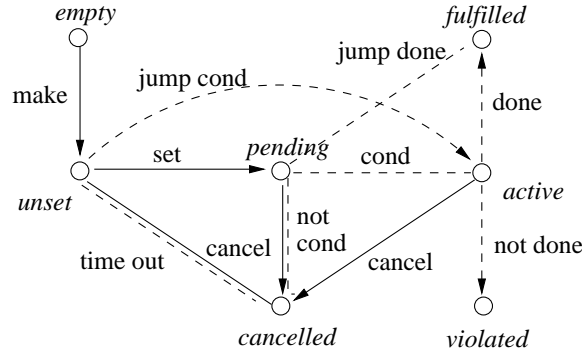 empty
fulfilled
jump done
make
jump cond
done
pending
set
cond
unset
active
not
cond
cancel
cancel
not done
time out
cancelled
violated